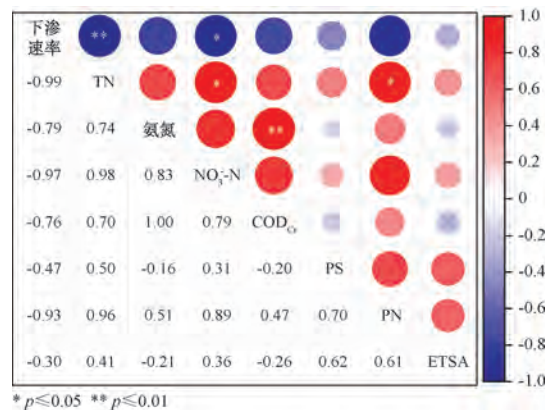 下渗
速率 ** *
-0.99 TN * *
-0.79 0.74 氨氮 **
-0.97 0.98 0.83 NO₃⁻-N
-0.76 0.70 1.00 0.79 COD_Cr
-0.47 0.50 -0.16 0.31 -0.20 PS
-0.93 0.96 0.51 0.89 0.47 0.70 PN
-0.30 0.41 -0.21 0.36 -0.26 0.62 0.61 ETSA
1.0
0.8
0.6
0.4
0.2
0
-0.2
-0.4
-0.6
-0.8
-1.0
* p≤0.05 ** p≤0.01